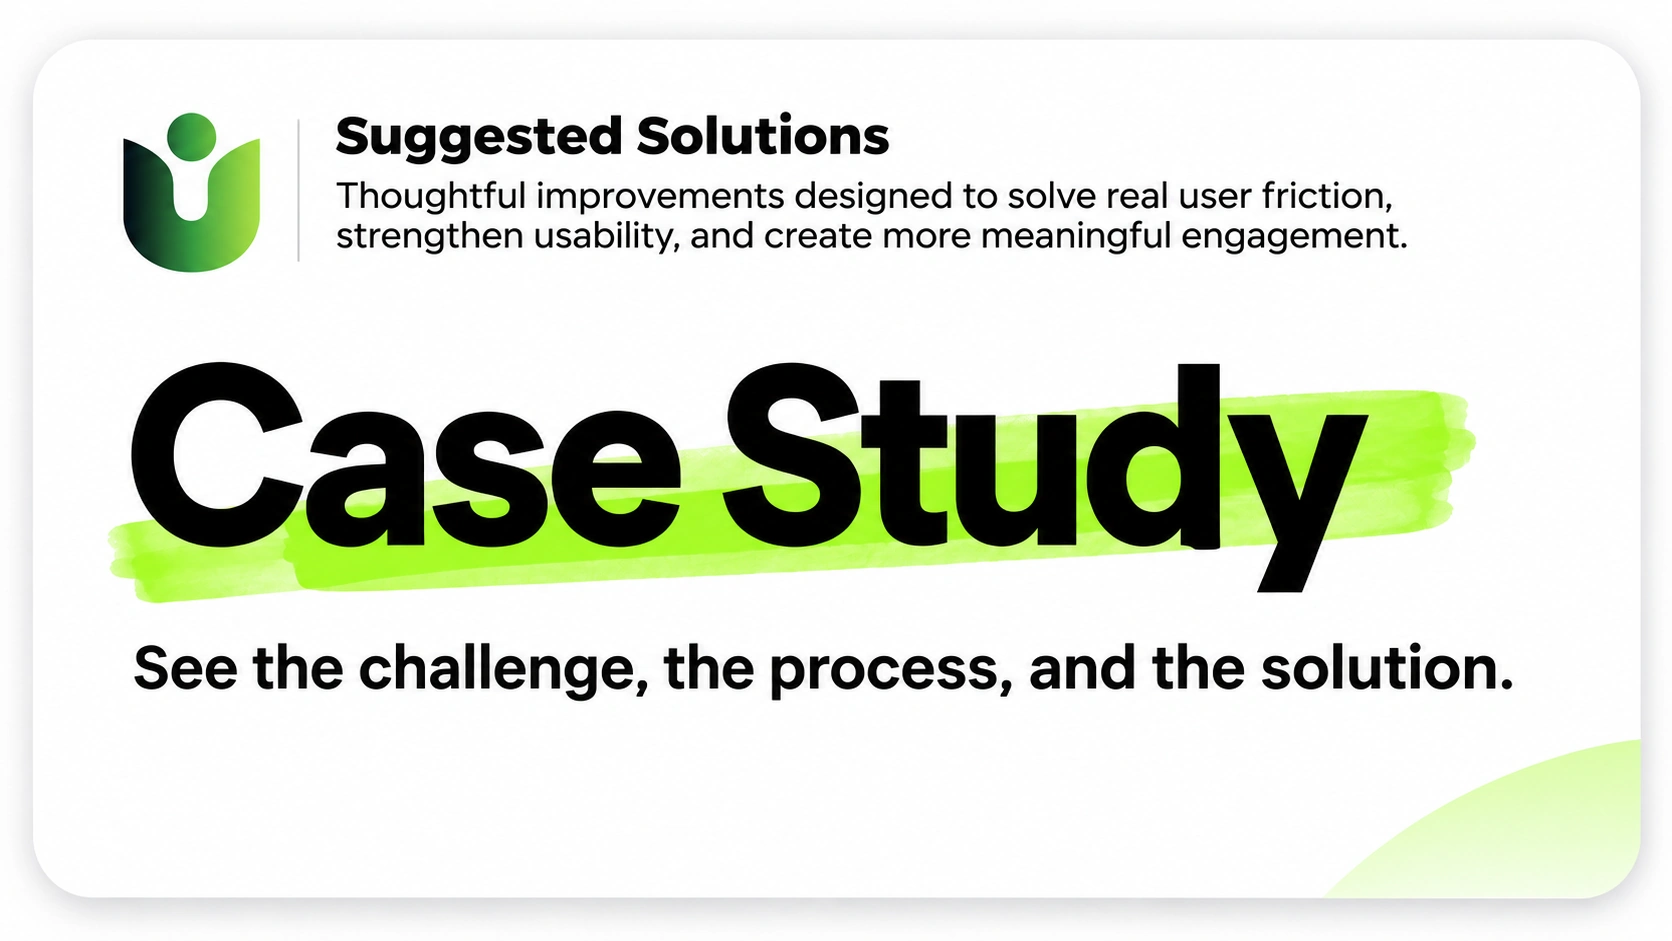 Suggested Solutions
Thoughtful improvements designed to solve real user friction,
strengthen usability, and create more meaningful engagement.
Case Study
See the challenge, the process, and the solution.